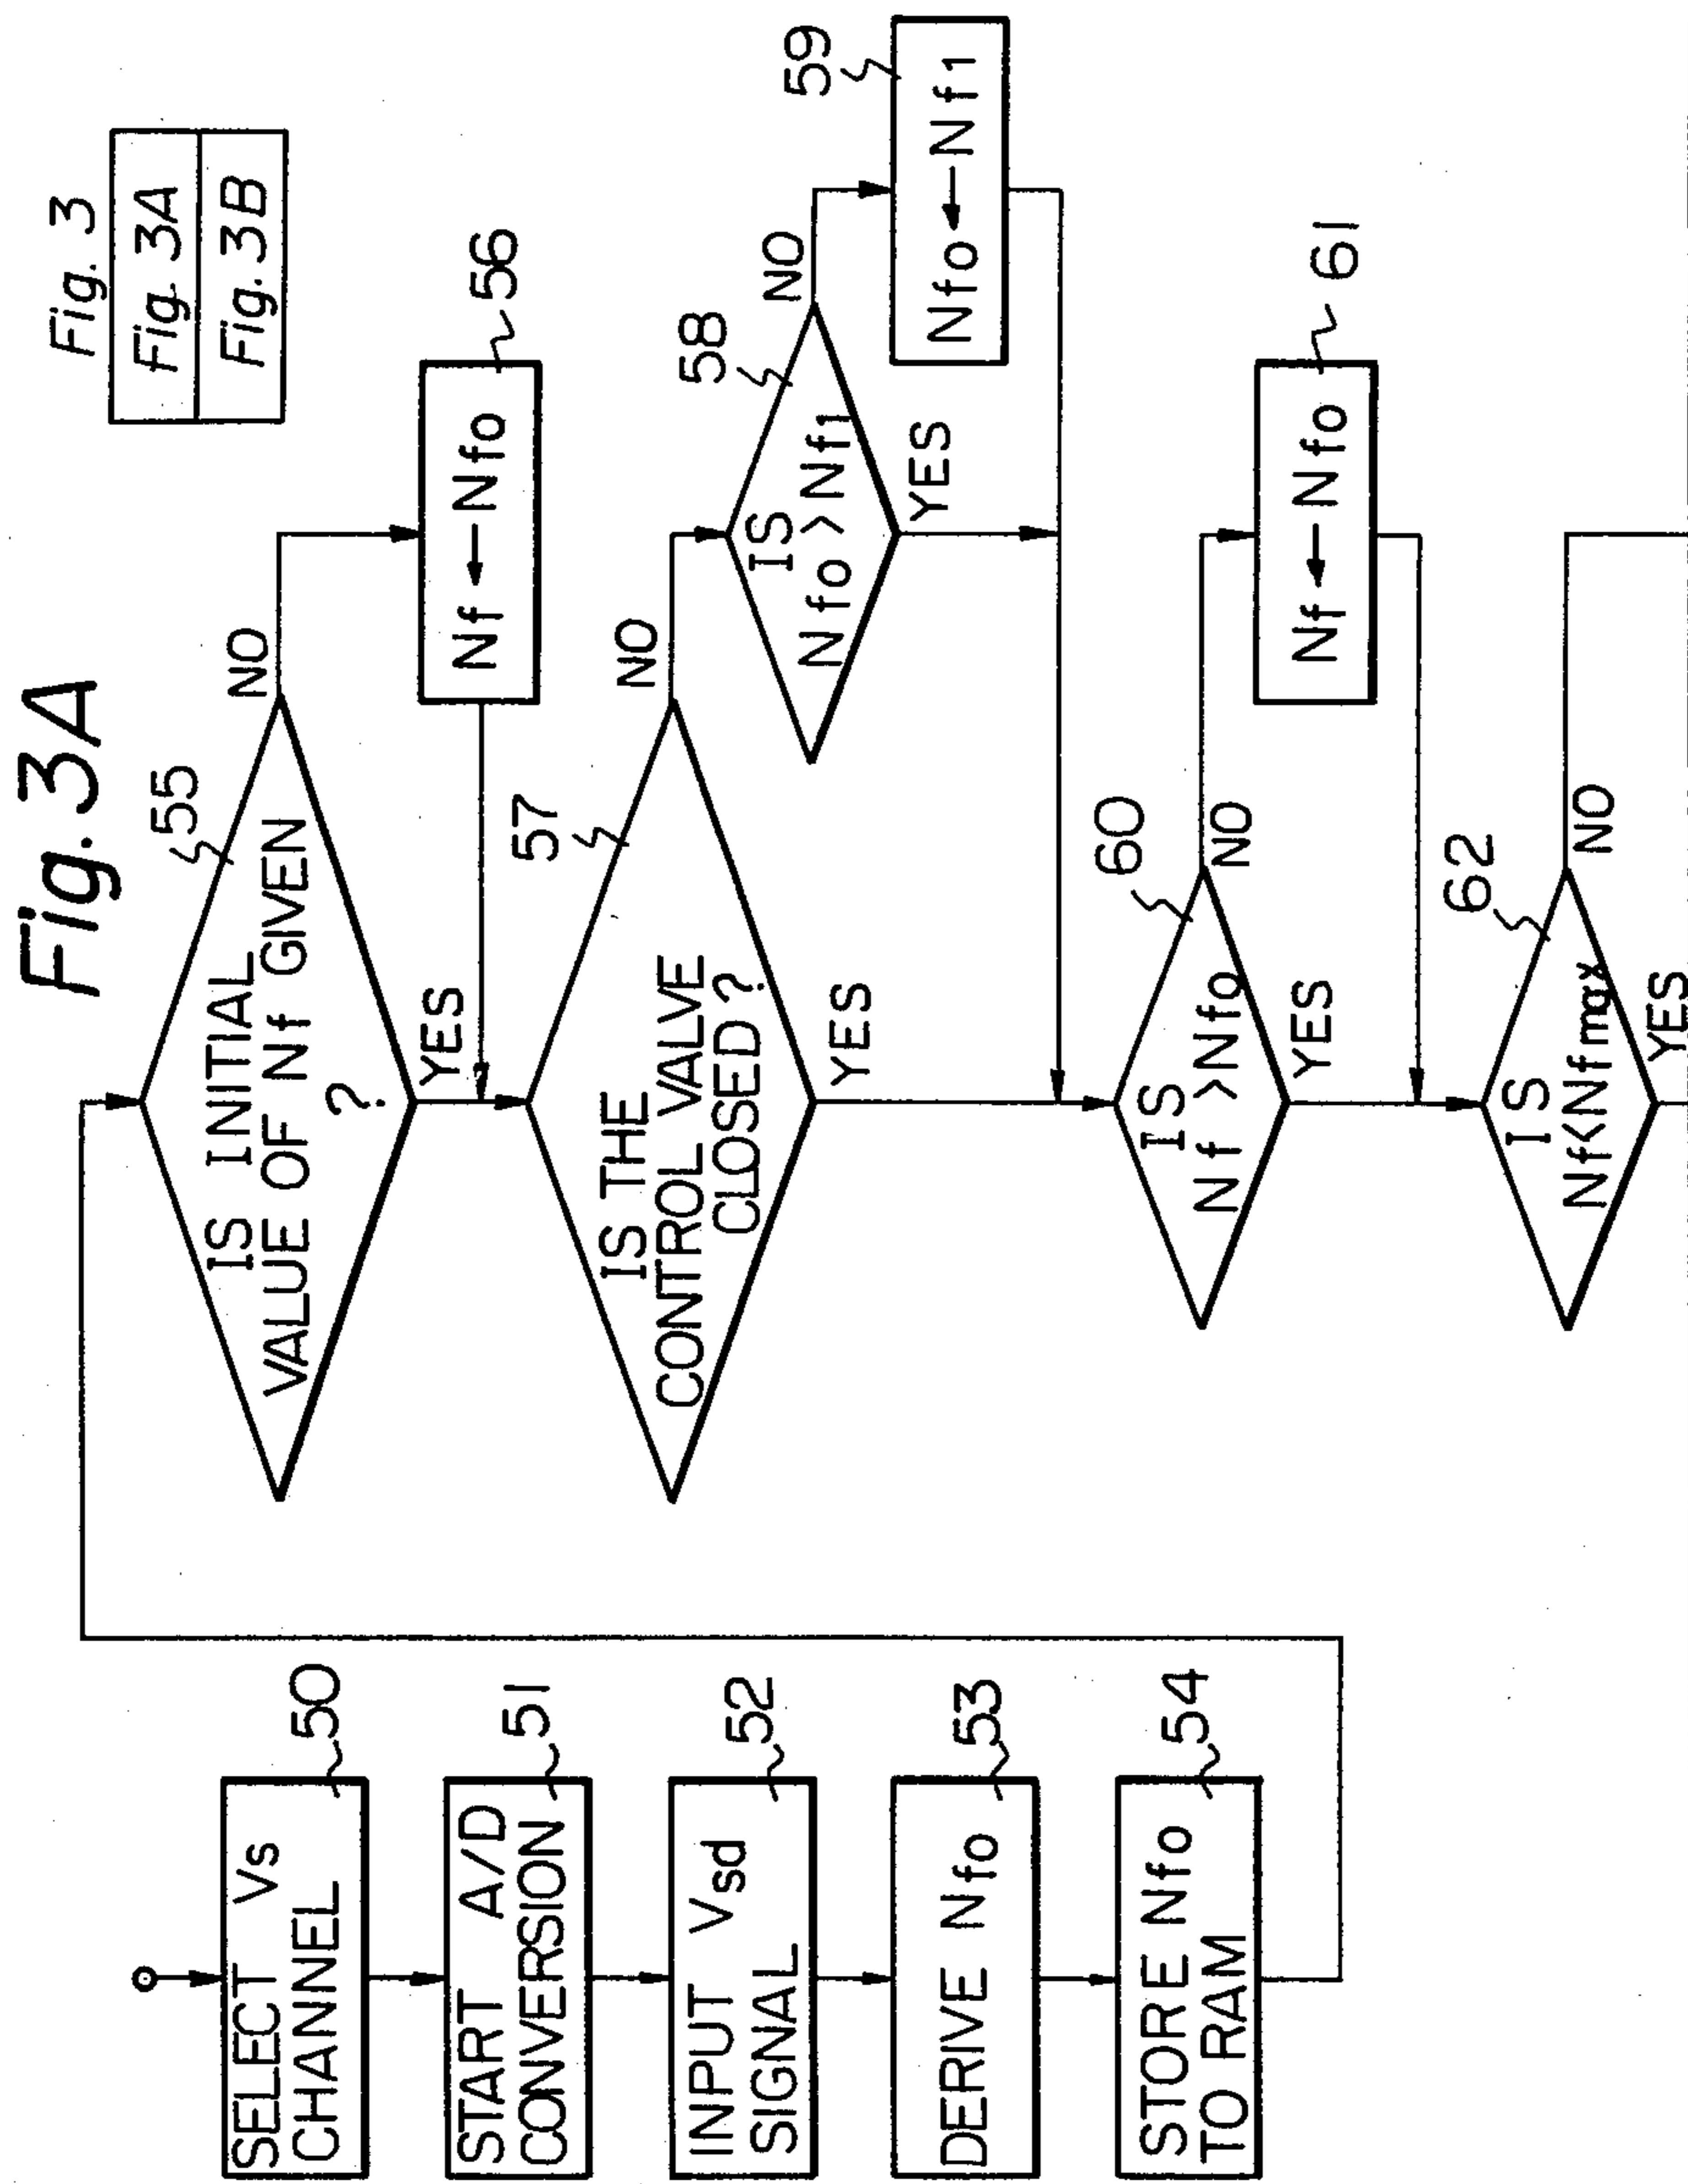 Fig. 3A
Fig. 3
Fig. 3A
Fig. 3B
SELECT Vs
CHANNEL
50
START A/D
CONVERSION
51
INPUT Vsd
SIGNAL
52
DERIVE Nfo
53
STORE Nfo
TO RAM
54
55
IS INITIAL
VALUE OF Nf GIVEN
?
NO
YES
Nf ← Nfo
56
57
IS THE
CONTROL VALVE
CLOSED ?
NO
YES
58
IS
Nfo > Nf1
NO
YES
59
Nfo ← Nf1
60
IS
Nf > Nfo
NO
YES
Nf ← Nfo
61
62
IS
Nf < Nf max
NO
YES